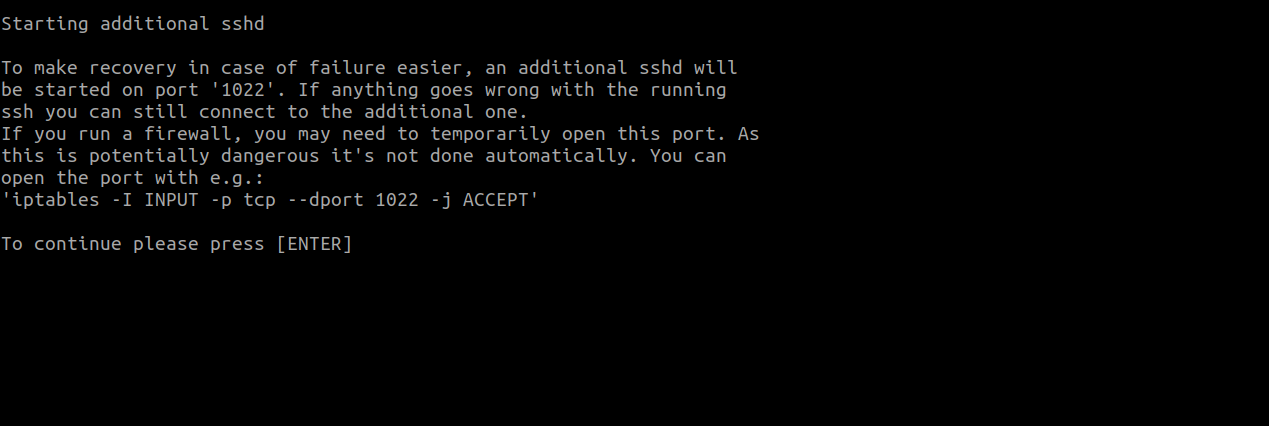 Starting additional sshd
To make recovery in case of failure easier, an additional sshd will
be started on port '1022'. If anything goes wrong with the running
ssh you can still connect to the additional one.
If you run a firewall, you may need to temporarily open this port. As
this is potentially dangerous it's not done automatically. You can
open the port with e.g.:
'iptables -I INPUT -p tcp --dport 1022 -j ACCEPT'
To continue please press [ENTER]